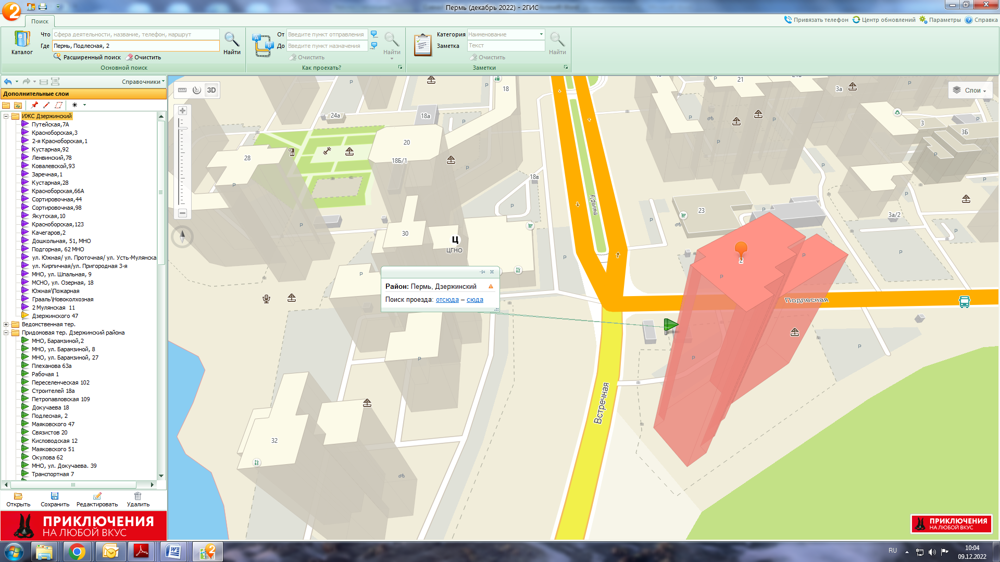 Пермь (декабрь 2022) - 2ГИС
Поиск
Привязать телефон
Центр обновлений
Параметры
Справка
Каталог
Что
Сфера деятельности, название, телефон, маршрут
Где
Пермь, Подлесная, 2
Найти
Расширенный поиск
Очистить
Основной поиск
От
Введите пункт отправления
До
Введите пункт назначения
Найти
Очистить
Как проехать?
Категория
Наименование
Заметка
Текст
Найти
Очистить
Заметки
Справочники
Дополнительные слои
ИЖС Дзержинский
Путейская,7А
Красноборская,3
2-я Красноборская,1
Кустарная,92
Ленвинский,78
Ковалевской,93
Заречная,1
Кустарная,28
Красноборская,66А
Сортировочная,44
Сортировочная,98
Якутская,10
Красноборская,123
Качегаров,2
Дошкольная, 51, МНО
Подгорная, 62 МНО
ул. Южная/ ул. Проточная/ ул. Усть-Мулянска
ул. Кирпичная/ул. Пригородная 3-я
МНО, ул. Шпальная, 9
МСНО, ул. Озерная, 18
Южная\Пожарная
Грааль\Новоколхозная
2 Мулянская 11
Дзержинского 47
Ведомственная тер.
Придомовая тер. Дзержинский района
МНО, Барамзиной,2
МНО, ул. Барамзиной, 8
МНО, ул. Барамзиной, 27
Плеханова 63а
Рабочая 1
Переселенческая 102
Строителей 18а
Петропавловская 109
Докучаева 18
Подлесная, 2
Маяковского 47
Связистов 20
Кисловодская 12
Маяковского 51
Окулова 62
МНО, ул. Докучаева. 39
Транспортная 7
Открыть
Сохранить
Редактировать
Удалить
ПРИКЛЮЧЕНИЯ
НА ЛЮБОЙ ВКУС
3D
Слои
18
21
3а
24а
18а
20
18Б/1
28
3
3Б
18в
Куфонина
23
3а/2
30
Ц
ЦГНО
2
Район: Пермь, Дзержинский
Поиск проезда: отсюда – сюда
Подлесная
Встречная
32
ПРИКЛЮЧЕНИЯ
НА ЛЮБОЙ ВКУС
RU
10:04
09.12.2022